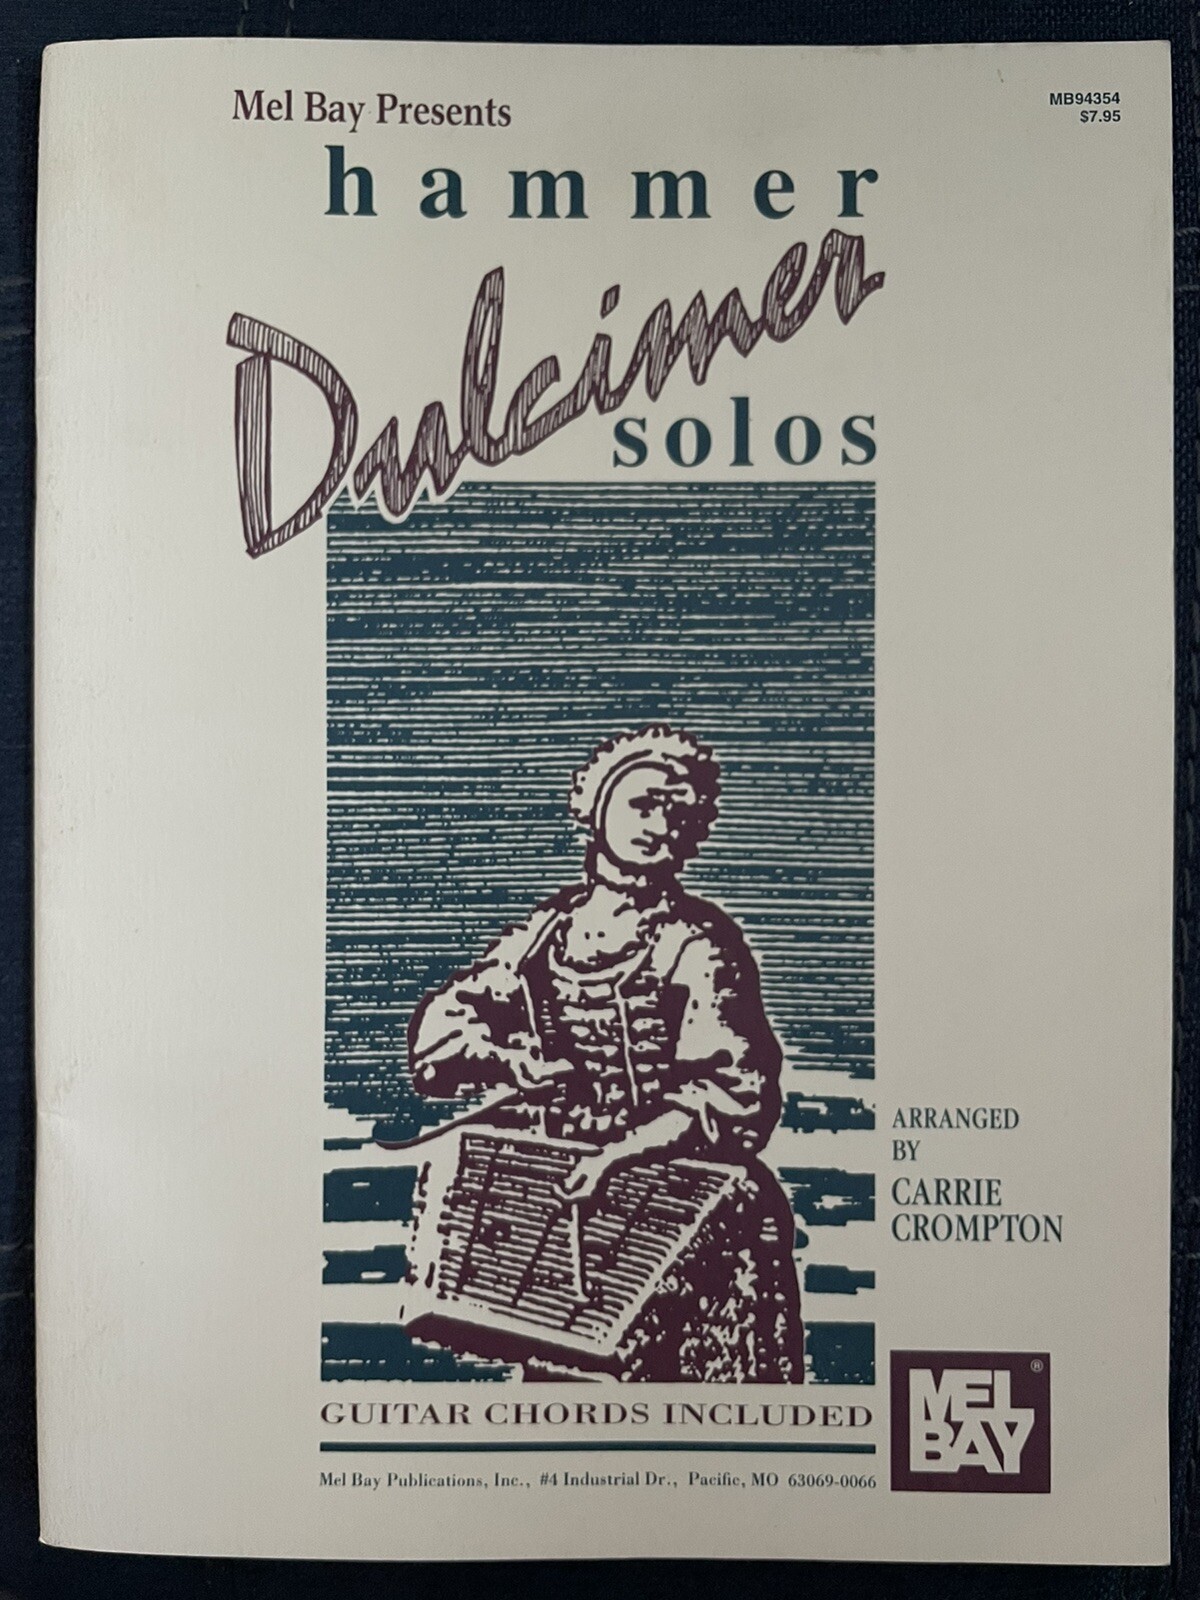 Mel Bay Presents
MB94354
$7.95
hammer
Dulcimer
solos
ARRANGED
BY
CARRIE
CROMPTON
GUITAR CHORDS INCLUDED
Mel Bay Publications, Inc., #4 Industrial Dr., Pacific, MO 63069-0066
MEL
BAY
®